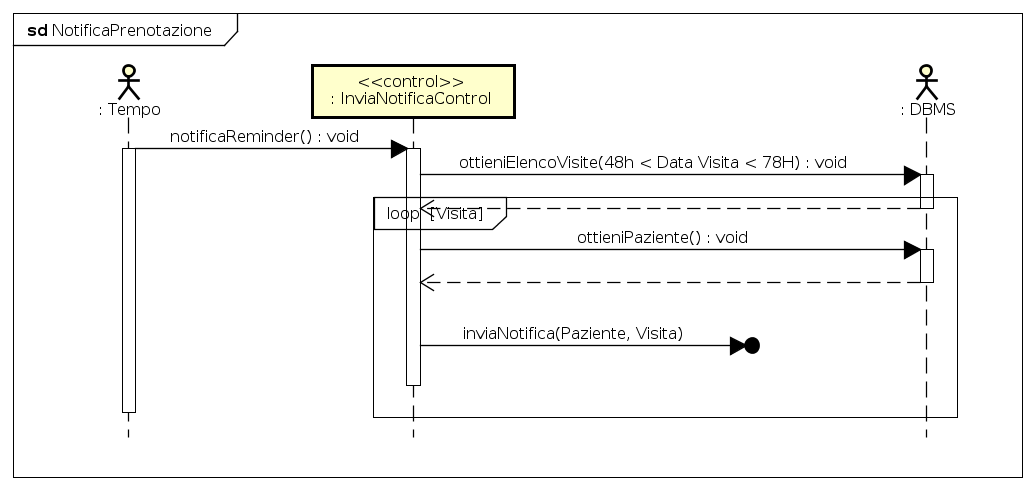 sd NotificaPrenotazione
: Tempo
<<control>>
: InviaNotificaControl
: DBMS
notificaReminder() : void
ottieniElencoVisite(48h < Data Visita < 78H) : void
loop [Visita]
ottieniPaziente() : void
inviaNotifica(Paziente, Visita)